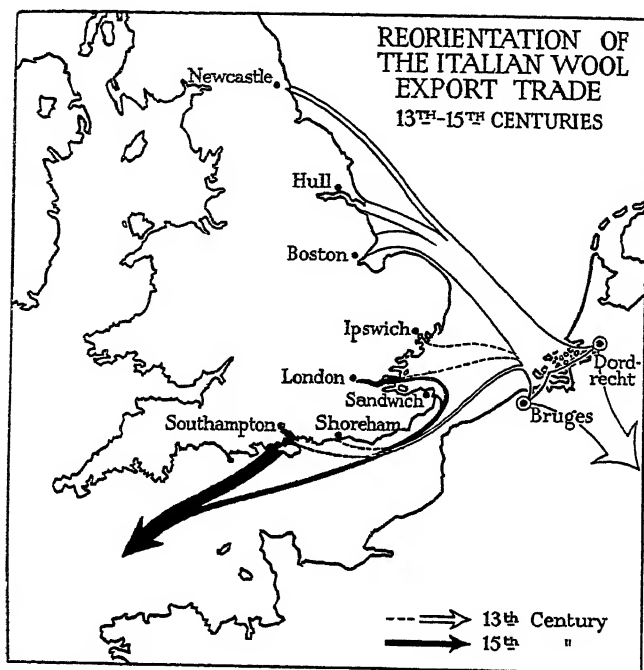 REORIENTATION OF
THE ITALIAN WOOL
EXPORT TRADE
13TH-15TH CENTURIES
Newcastle
Hull
Boston
Ipswich
London
Sandwich
Southampton
Shoreham
Dord-
recht
Bruges
13th Century
15th "